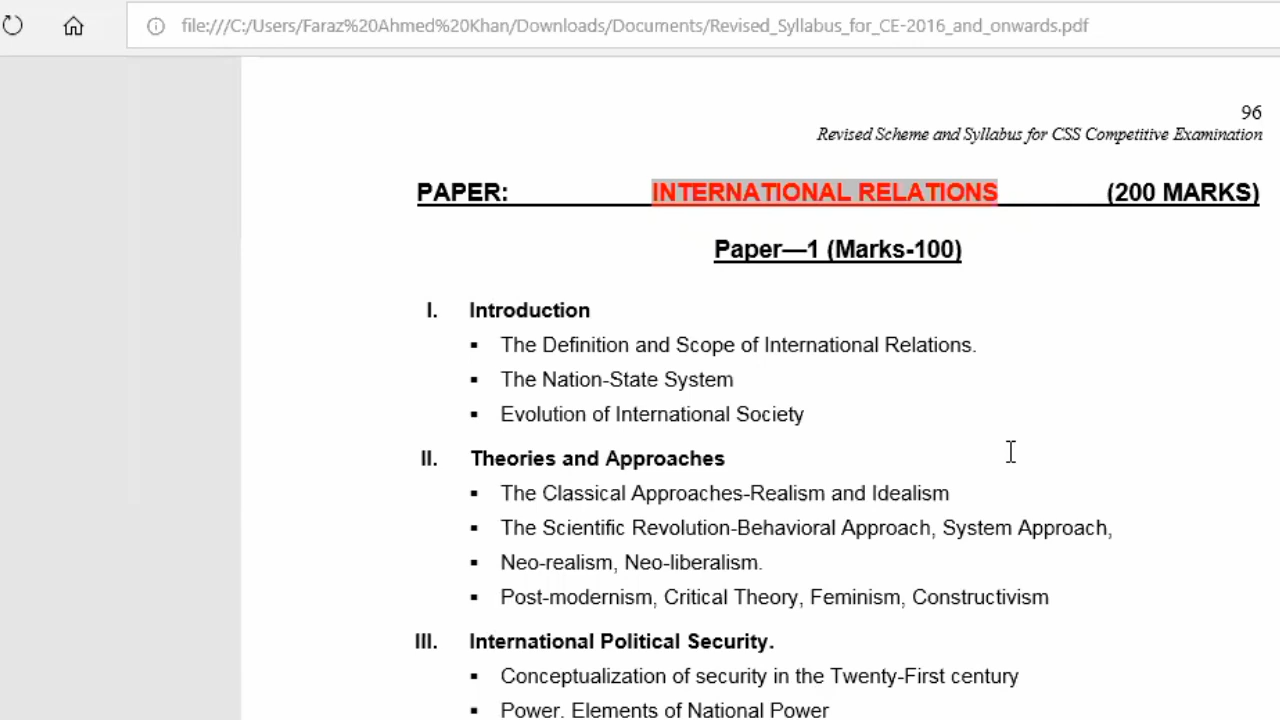 file:///C:/Users/Faraz%20Ahmed%20Khan/Downloads/Documents/Revised_Syllabus_for_CE-2016_and_onwards.pdf
96
Revised Scheme and Syllabus for CSS Competitive Examination
PAPER: INTERNATIONAL RELATIONS (200 MARKS)
Paper—1 (Marks-100)
I. Introduction
▪ The Definition and Scope of International Relations.
▪ The Nation-State System
▪ Evolution of International Society
II. Theories and Approaches
▪ The Classical Approaches-Realism and Idealism
▪ The Scientific Revolution-Behavioral Approach, System Approach,
▪ Neo-realism, Neo-liberalism.
▪ Post-modernism, Critical Theory, Feminism, Constructivism
III. International Political Security.
▪ Conceptualization of security in the Twenty-First century
▪ Power, Elements of National Power